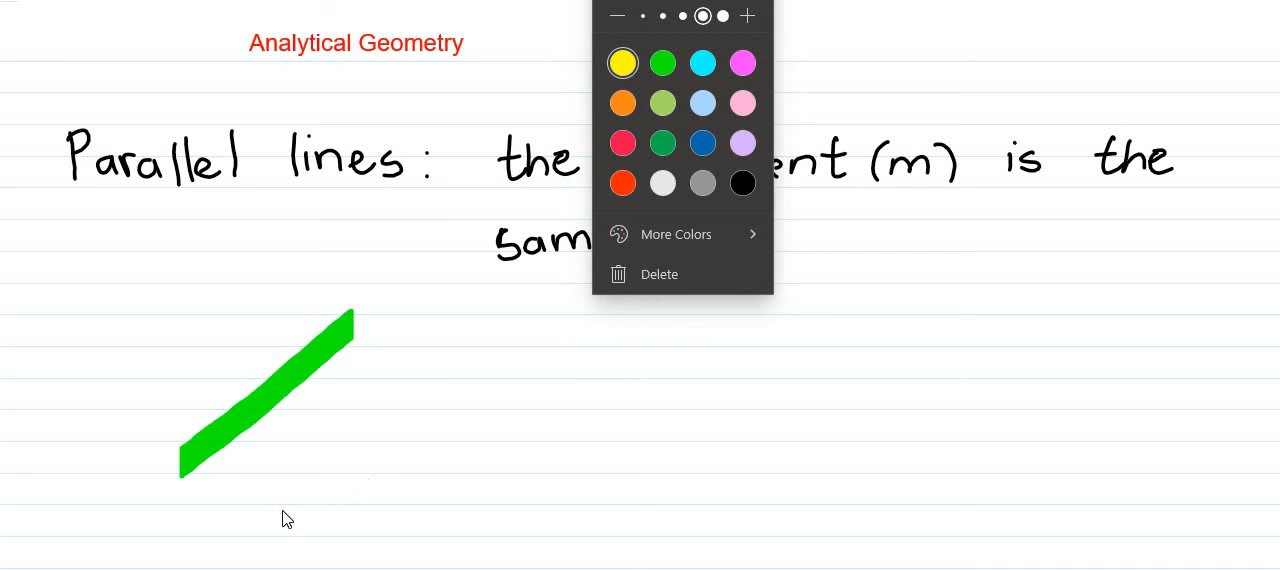 Analytical Geometry
Parallel lines: the ent (m) is the
sam
More Colors
Delete